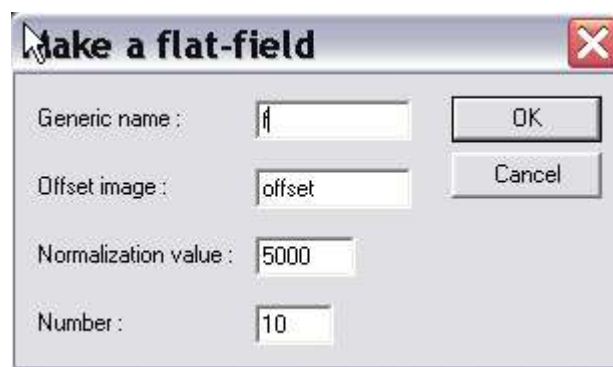 Make a flat-field
Generic name : f OK
Offset image : offset Cancel
Normalization value : 5000
Number : 10